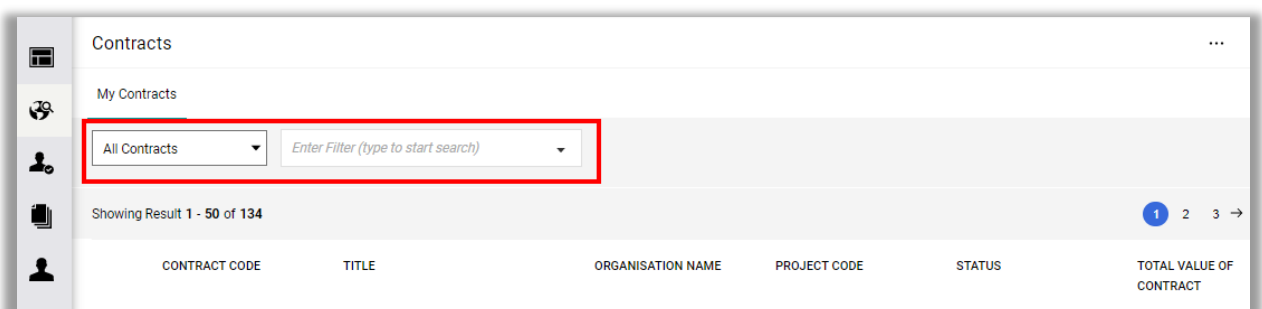 Contracts
...
My Contracts
All Contracts Enter Filter (type to start search)
Showing Result 1 - 50 of 134 1 2 3 →
CONTRACT CODE TITLE ORGANISATION NAME PROJECT CODE STATUS TOTAL VALUE OF
CONTRACT